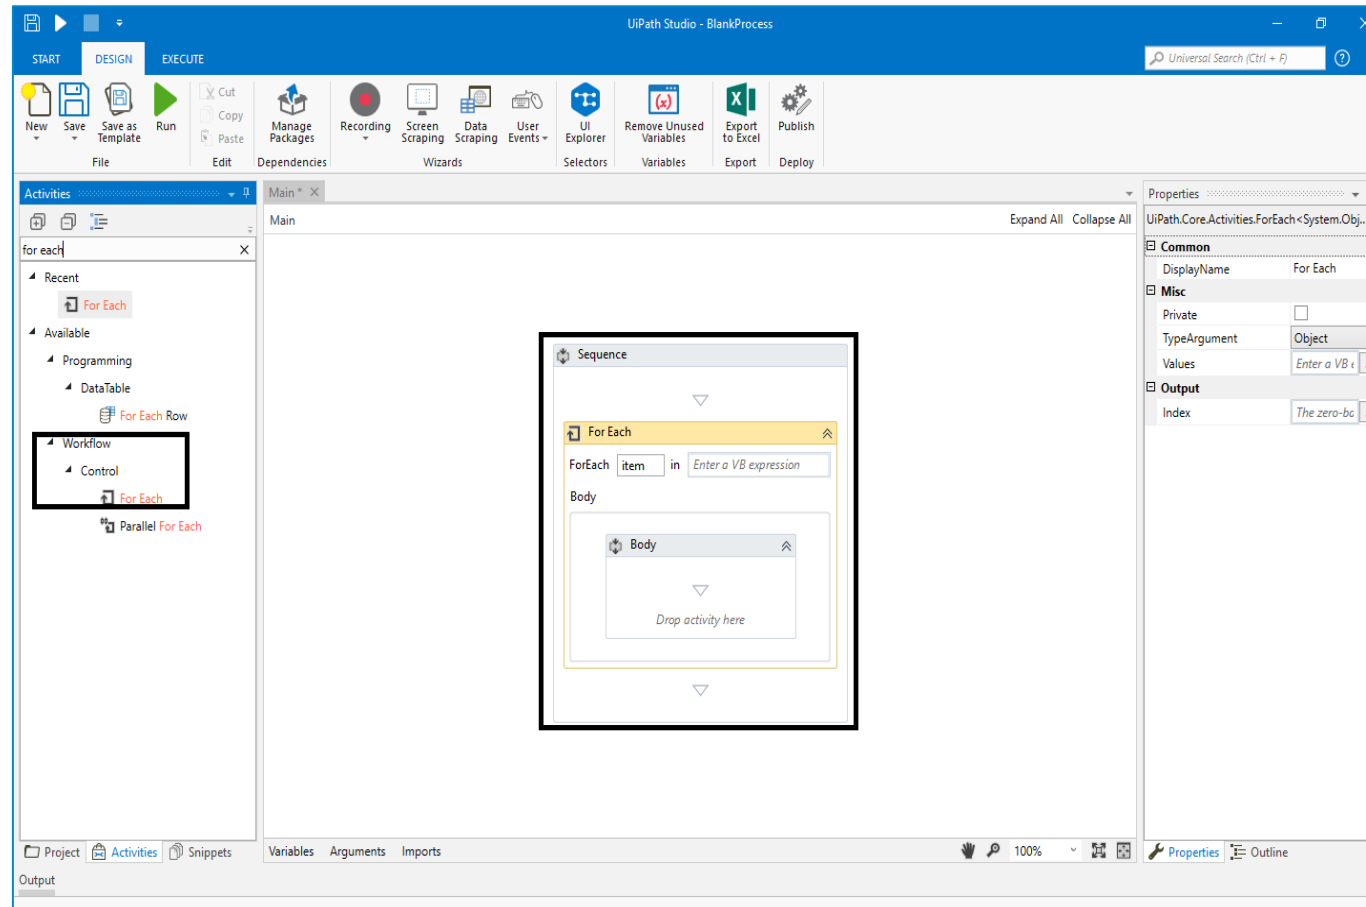 UiPath Studio - BlankProcess
START DESIGN EXECUTE
Universal Search (Ctrl + F)
New Save Save as Template Run
Cut
Copy
Paste
Manage Packages
Recording
Screen Scraping
Data Scraping
User Events
UI Explorer
Remove Unused Variables
Export to Excel
Publish
File Edit Dependencies Wizards Selectors Variables Export Deploy
Activities
for each
Recent
For Each
Available
Programming
DataTable
For Each Row
Workflow
Control
For Each
Parallel For Each
Project Activities Snippets
Main *
Main Expand All Collapse All
Sequence
For Each
ForEach item in Enter a VB expression
Body
Body
Drop activity here
Variables Arguments Imports 100%
Properties
UiPath.Core.Activities.ForEach<System.Obj...
Common
DisplayName For Each
Misc
Private
TypeArgument Object
Values Enter a VB e
Output
Index The zero-ba
Properties Outline
Output